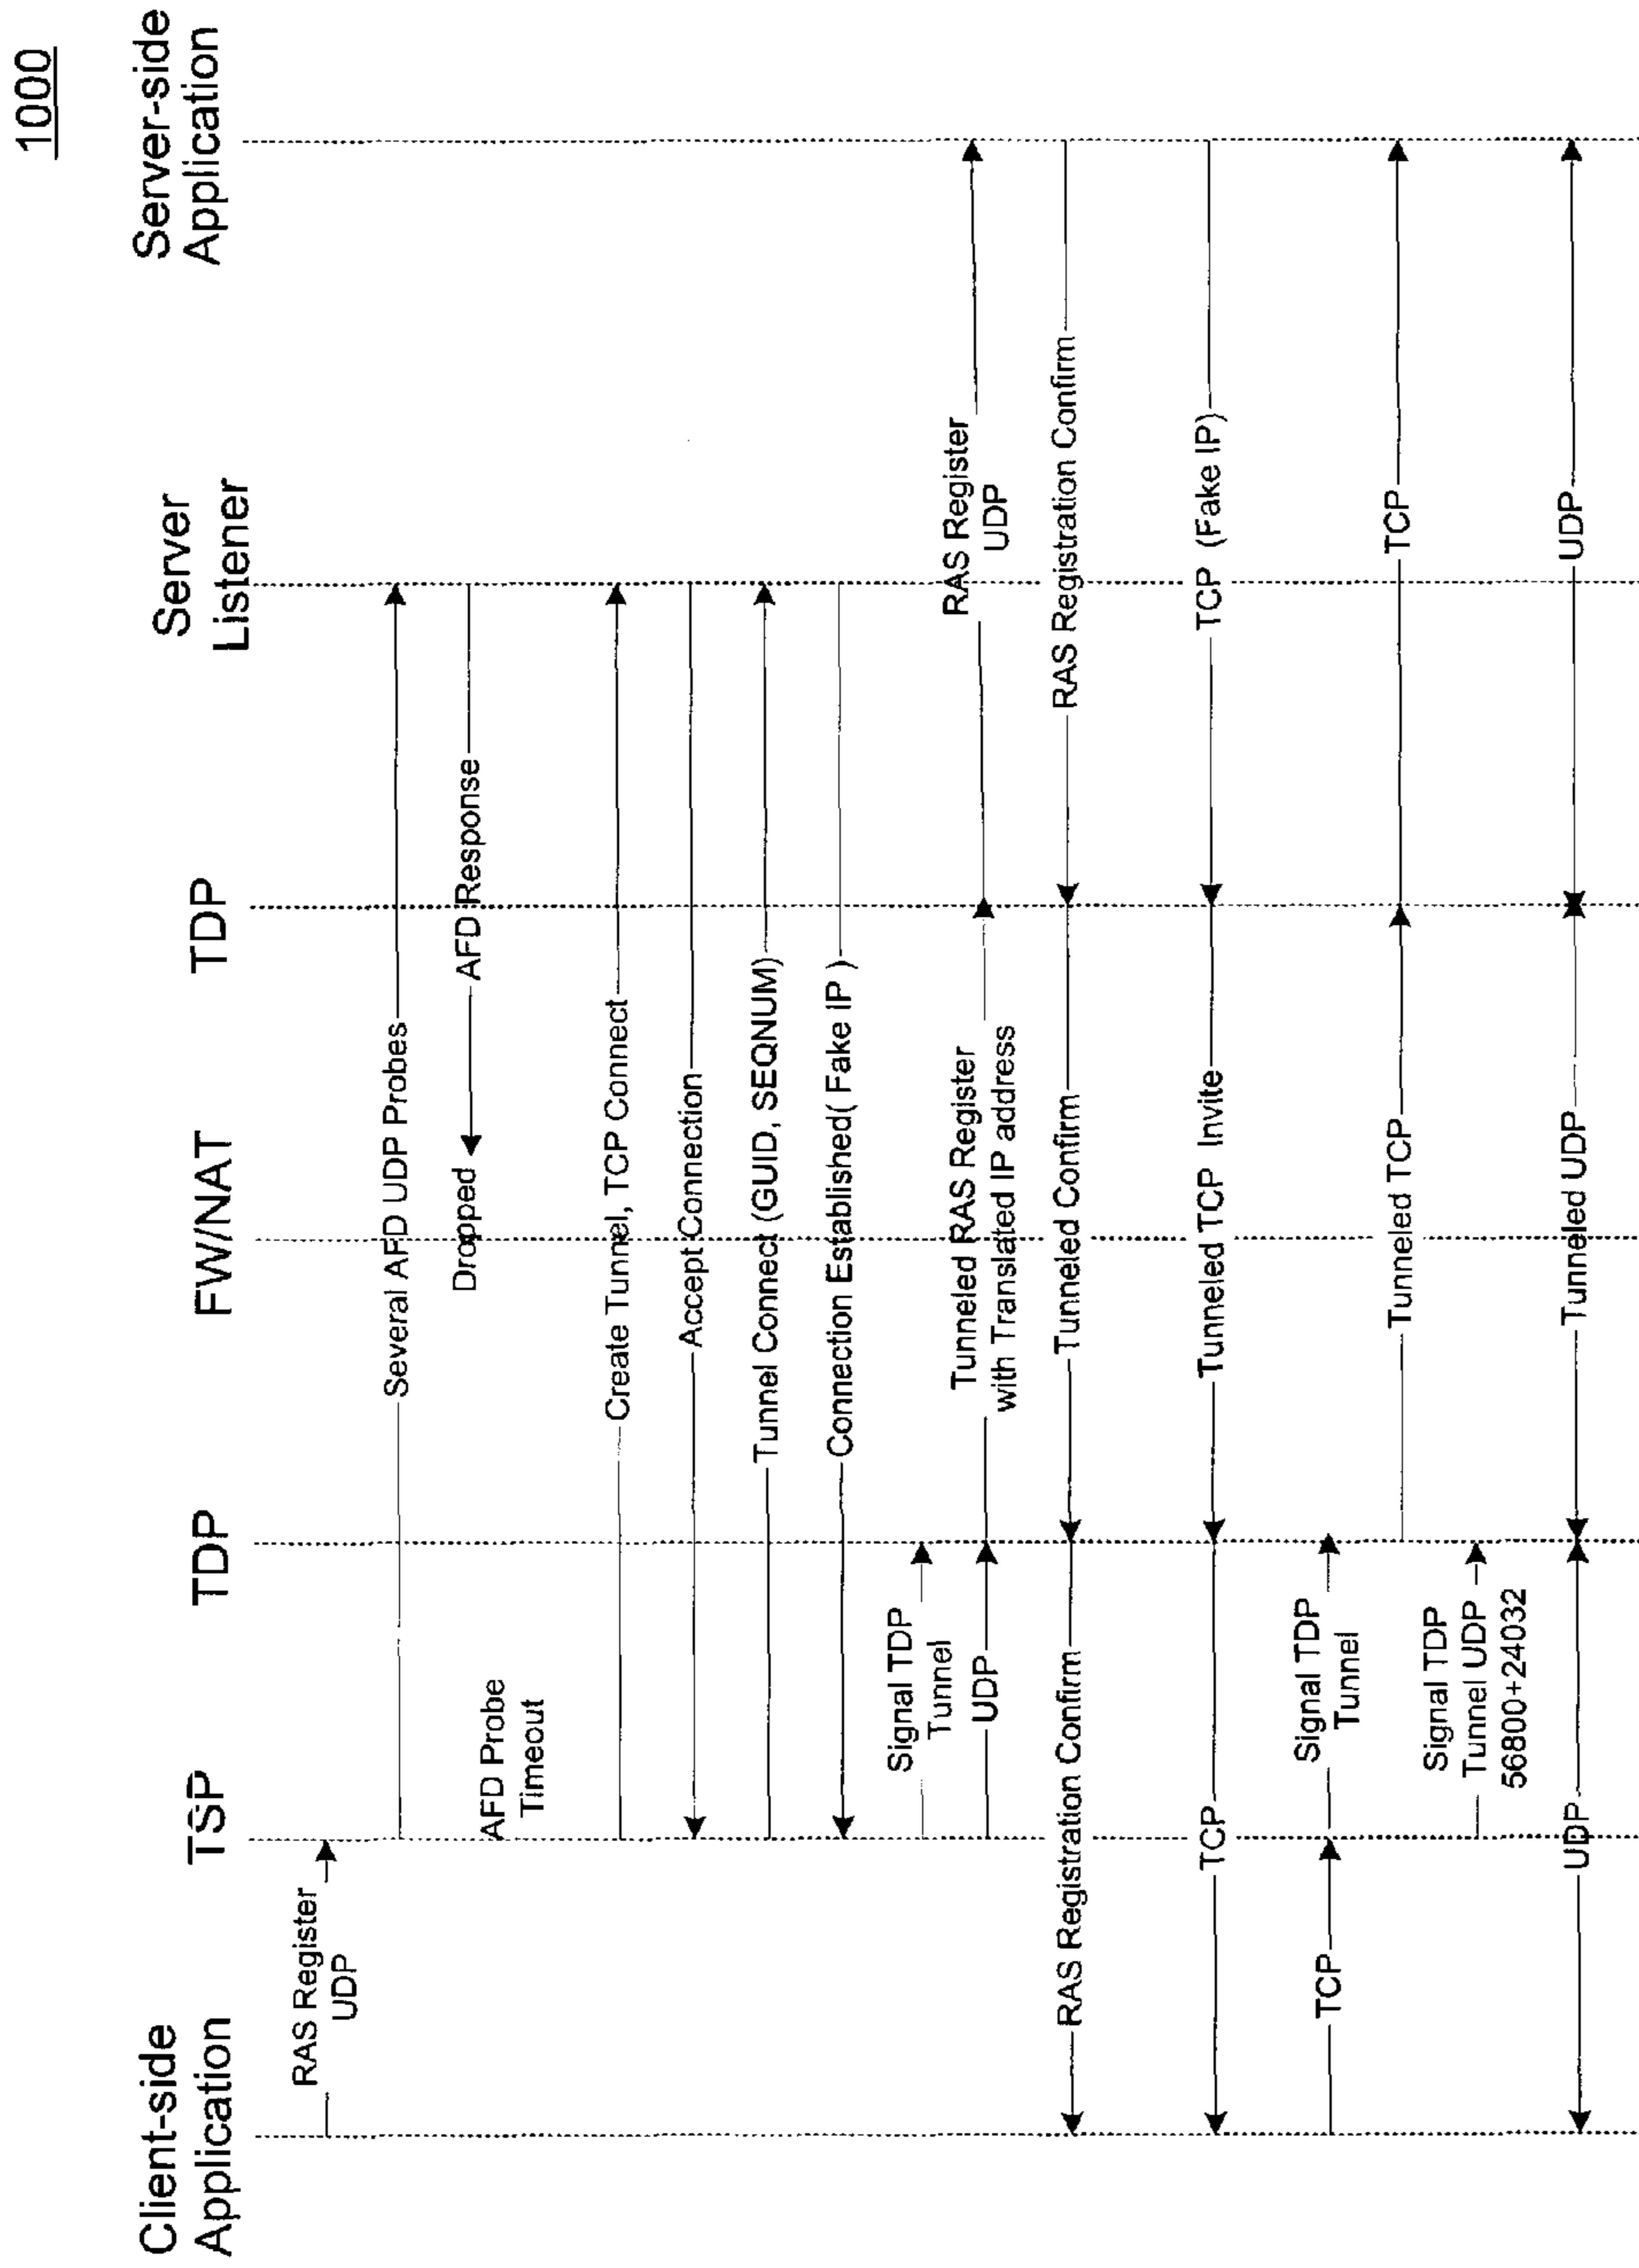 1000
Client-side
Application
TSP
TDP
FW/NAT
TDP
Server
Listener
Server-side
Application
RAS Register
UDP
Several AFD UDP Probes
Dropped
AFD Response
AFD Probe
Timeout
Create Tunnel, TCP Connect
Accept Connection
Tunnel Connect (GUID, SEQNUM)
Connection Established( Fake IP )
Signal TDP
Tunnel
UDP
Tunneled RAS Register
with Translated IP address
RAS Register
UDP
RAS Registration Confirm
Tunneled Confirm
RAS Registration Confirm
TCP
Tunneled TCP Invite
TCP (Fake IP)
TCP
Signal TDP
Tunnel
Tunneled TCP
TCP
Signal TDP
Tunnel UDP
56800+24032
UDP
Tunneled UDP
UDP